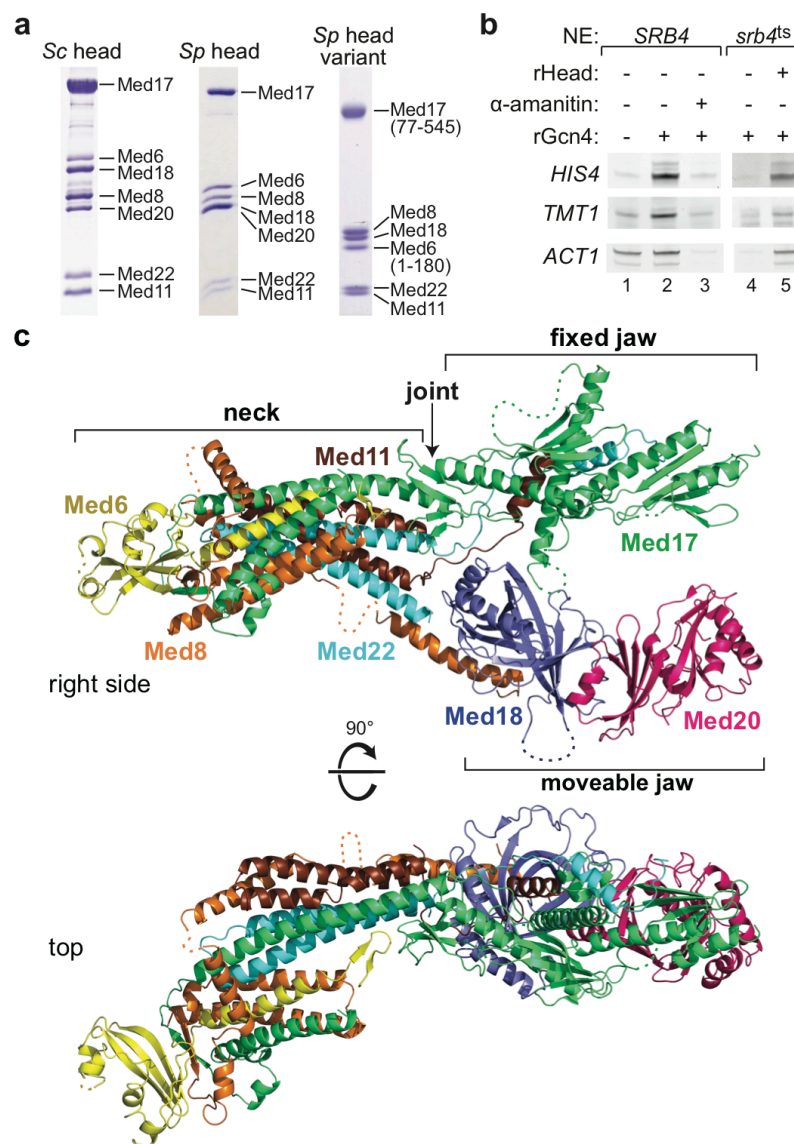 a
Sc head
Med17
Med6
Med18
Med8
Med20
Med22
Med11
Sp head
Med17
Med6
Med8
Med18
Med20
Med22
Med11
Sp head
variant
Med17
(77-545)
Med8
Med18
Med6
(1-180)
Med22
Med11
b
NE: SRB4 srb4ts
rHead: - - - - +
α-amanitin: - - + - -
rGcn4: - + + + +
HIS4
TMT1
ACT1
1 2 3 4 5
c
fixed jaw
joint
neck
Med11
Med6
Med17
Med8
Med22
right side
Med18
Med20
90°
moveable jaw
top